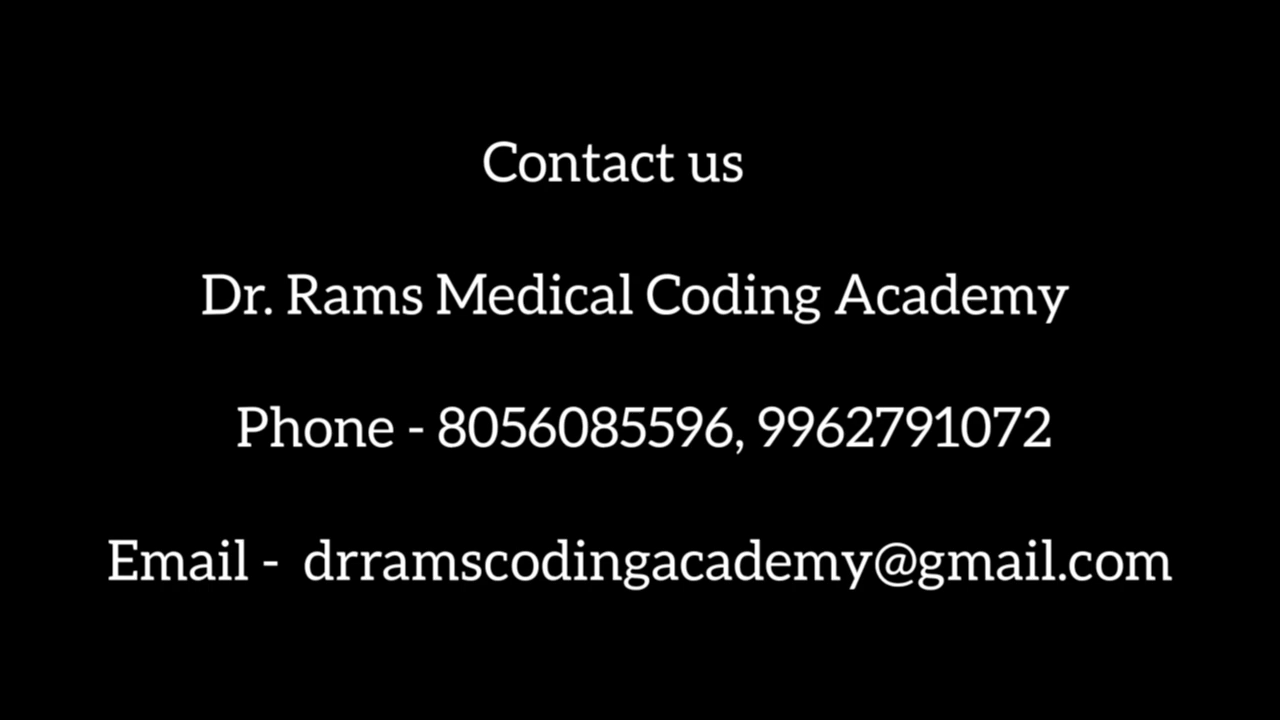 Contact us
Dr. Rams Medical Coding Academy
Phone - 8056085596, 9962791072
Email - drramscodingacademy@gmail.com